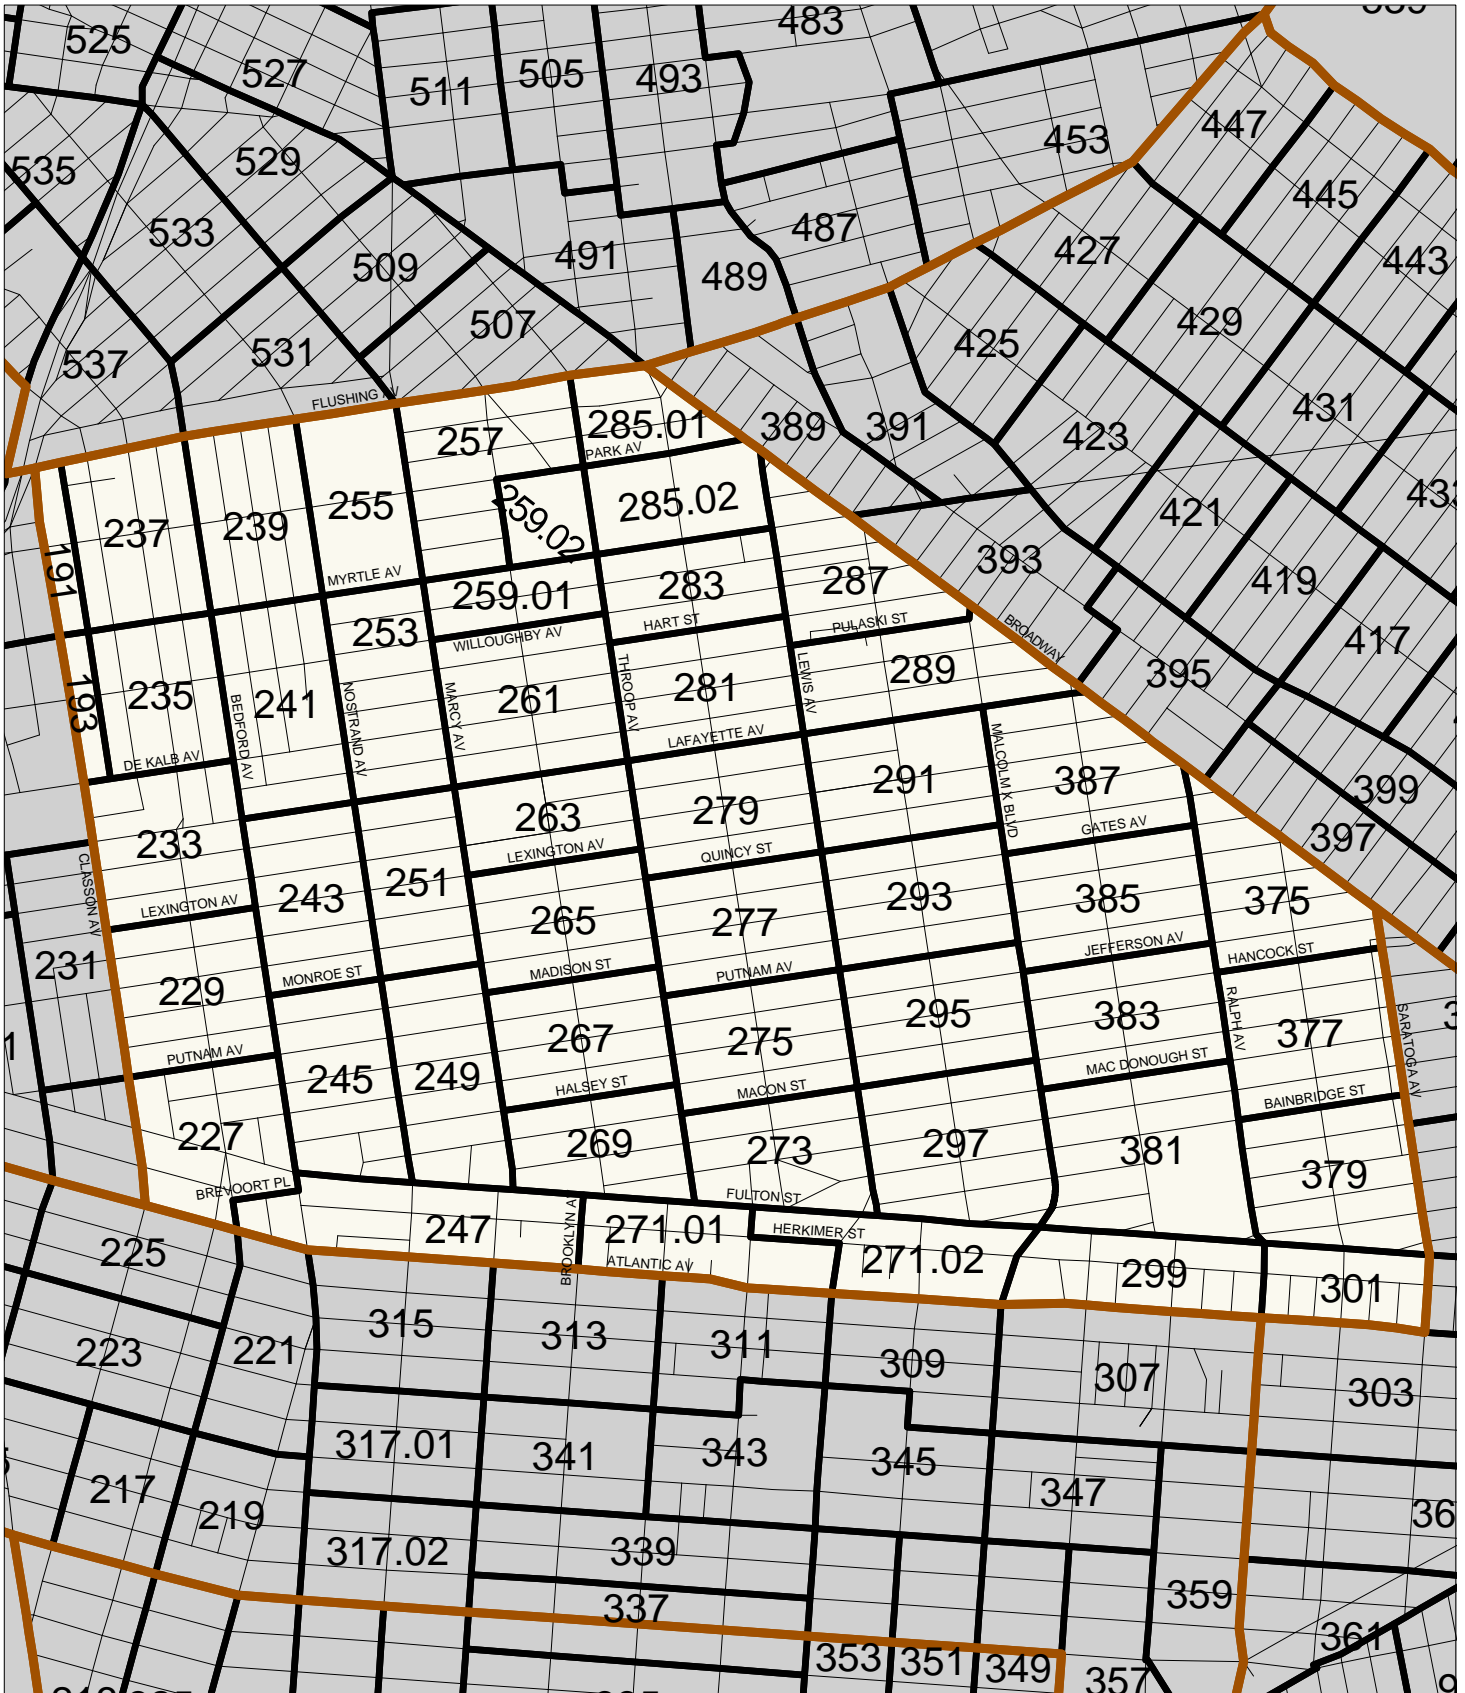 483
525
527
511
505
493
453
447
535
529
445
533
487
427
443
509
491
489
507
429
425
537
531
431
FLUSHING AV
257
285.01
389
391
423
PARK AV
255
285.02
421
237
239
259.02
393
419
MYRTLE AV
191
259.01
283
287
417
253
WILLOUGHBY AV
HART ST
PULASKI ST
BROADWAY
395
289
193
235
241
261
281
BEDFORD AV
NOSTRAND AV
MARCY AV
THROOP AV
LEWIS AV
LAFAYETTE AV
DE KALB AV
MALCOLM X BLVD
291
387
399
263
279
GATES AV
397
233
LEXINGTON AV
QUINCY ST
CLASSON AV
243
251
293
385
375
LEXINGTON AV
265
277
JEFFERSON AV
HANCOCK ST
231
MONROE ST
MADISON ST
PUTNAM AV
229
RALPH AV
SARATOGA AV
295
383
377
267
275
PUTNAM AV
245
249
HALSEY ST
MACON ST
MAC DONOUGH ST
BAINBRIDGE ST
227
269
273
297
381
379
BREVOORT PL
FULTON ST
247
BROOKLYN A
271.01
HERKIMER ST
225
ATLANTIC AV
271.02
299
301
315
313
311
223
221
309
307
303
317.01
341
343
345
217
219
347
36
317.02
339
359
337
361
353
351
349
357